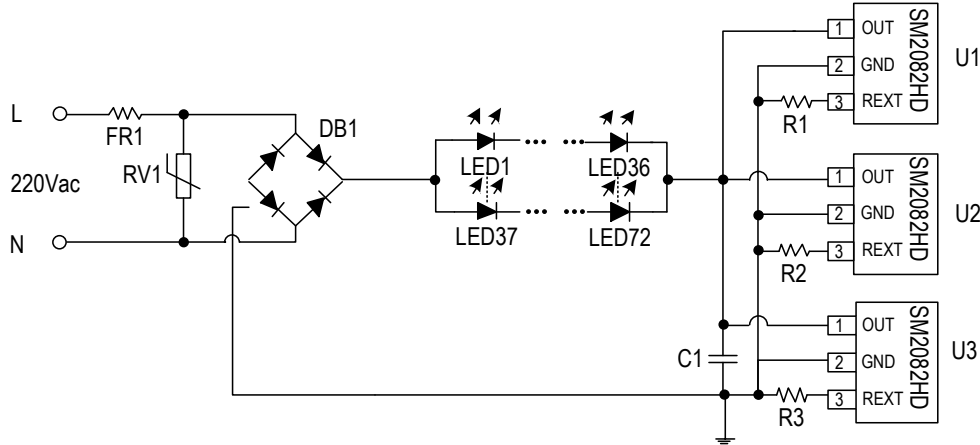 1 OUT
2 GND
3 REXT
SM2082HD
U1
R1
L
FR1
DB1
RV1
220Vac
N
LED1
LED36
LED37
LED72
1 OUT
2 GND
3 REXT
SM2082HD
U2
R2
1 OUT
2 GND
3 REXT
SM2082HD
U3
C1
R3